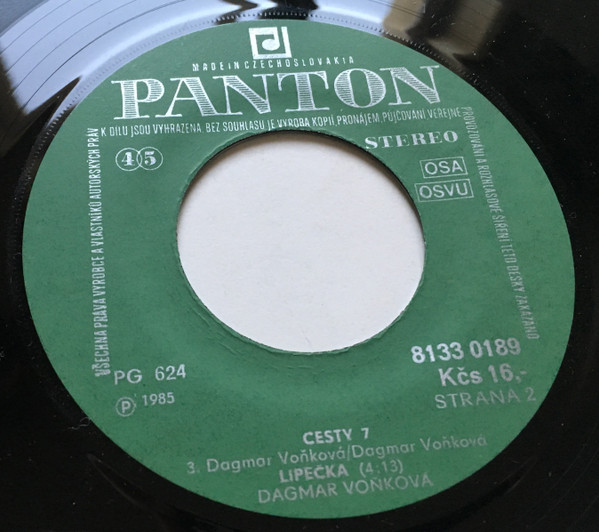 MADE IN CZECHOSLOVAKIA
PANTON
VŠECHNA PRÁVA VÝROBCE A VLASTNÍKŮ AUTORSKÝCH PRÁV K DÍLU JSOU VYHRAZENA. BEZ SOUHLASU JE VÝROBA KOPIÍ PRONÁJEM, PŮJČOVÁNÍ VEŘEJNÉ PROVOZOVÁNÍ A ROZHLASOVÉ ŠÍŘENÍ TÉTO DESKY ZAKÁZÁNO
45
STEREO
OSA
OSVU
PG 624
8133 0189
Kčs 16,-
Ⓟ 1985
STRANA 2
CESTY 7
3. Dagmar Voňková/Dagmar Voňková
LIPEČKA (4:13)
DAGMAR VOŇKOVÁ